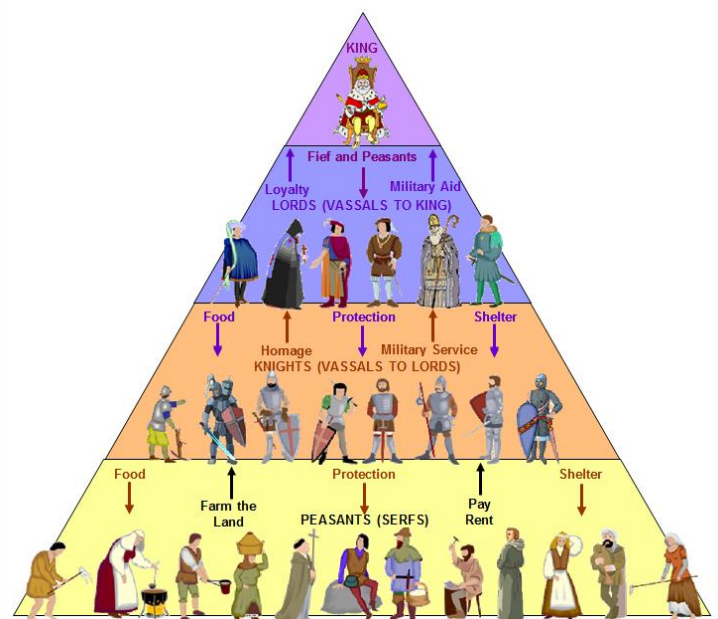 KING
Fief and Peasants
Loyalty
Military Aid
LORDS (VASSALS TO KING)
Food
Protection
Shelter
Homage
Military Service
KNIGHTS (VASSALS TO LORDS)
Food
Protection
Shelter
Farm the
Land
Pay
Rent
PEASANTS (SERFS)